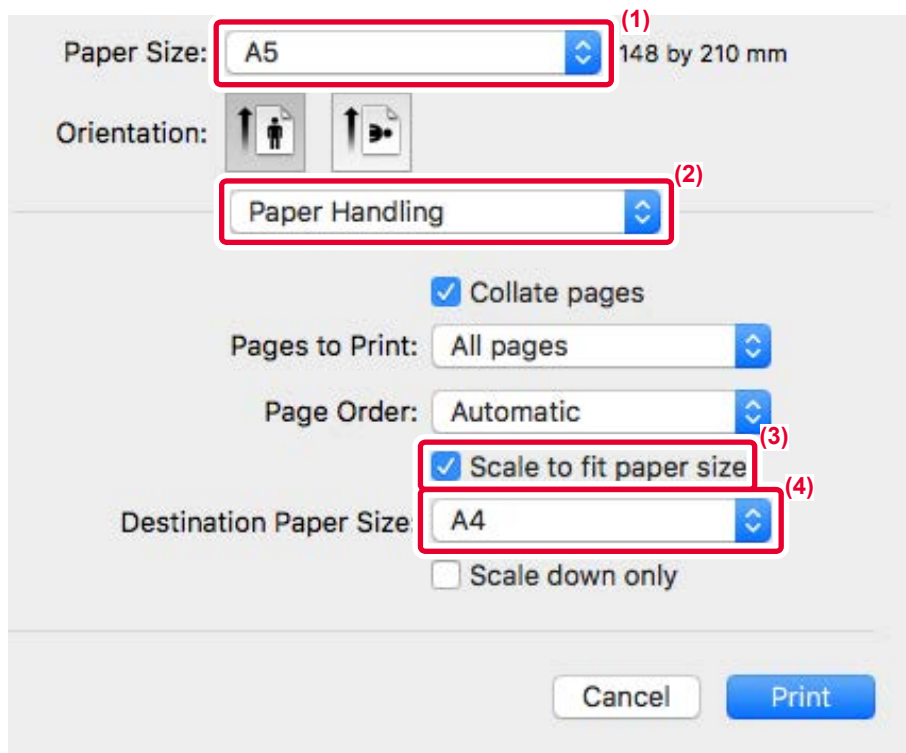 (1)
Paper Size: A5 148 by 210 mm
Orientation:
(2)
Paper Handling
Collate pages
Pages to Print: All pages
Page Order: Automatic
(3)
Scale to fit paper size
(4)
Destination Paper Size: A4
Scale down only
Cancel Print